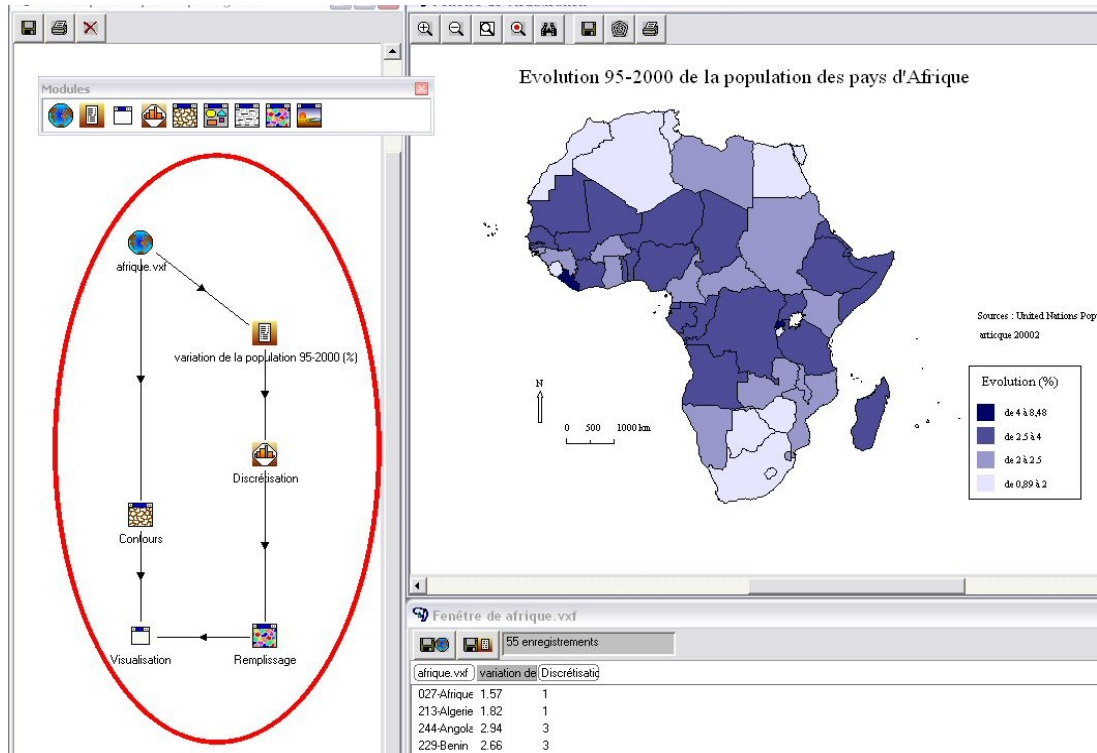 Modules
afrique.vxf
variation de la population 95-2000 (%)
Discrétisation
Contours
Visualisation
Remplissage
Evolution 95-2000 de la population des pays d'Afrique
Sources : United Nations Pop
articque 20002
N
0 500 1000 km
Evolution (%)
de 4 à 8,48
de 2.5 à 4
de 2 à 2.5
de 0,89 à 2
Fenêtre de afrique.vxf
55 enregistrements
afrique.vxf variation de Discrétisatio
027-Afrique 1.57 1
213-Algerie 1.82 1
244-Angola 2.94 3
229-Benin 2.66 3